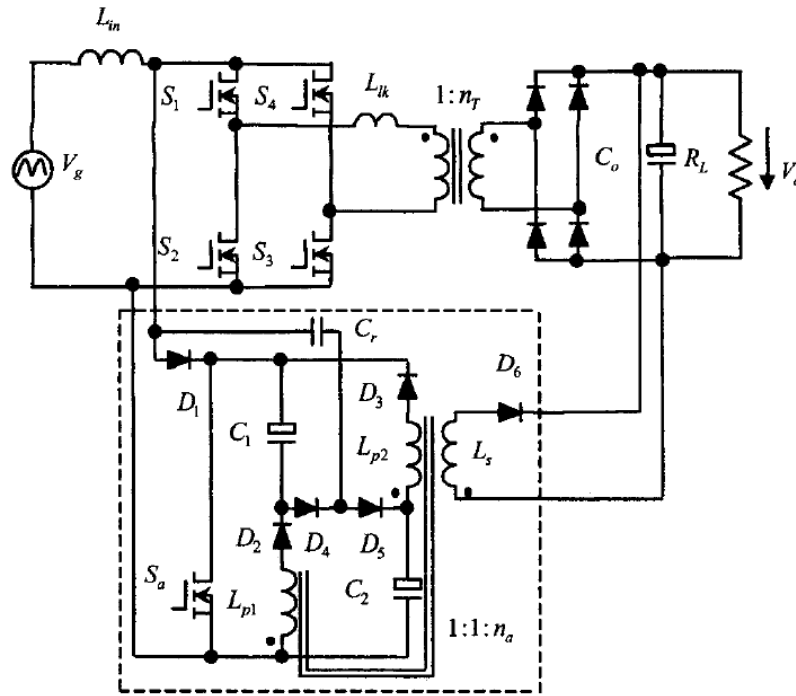 L_in
S_1
S_4
L_lk
1:n_T
V_g
C_o
R_L
V
S_2
S_3
C_r
D_1
D_3
D_6
C_1
L_p2
L_s
D_2
D_4
D_5
S_a
L_p1
C_2
1:1:n_a